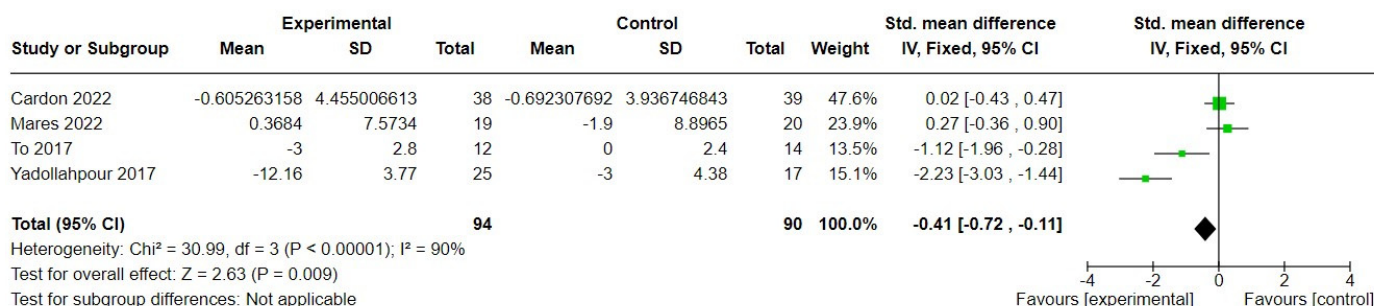 Experimental Control Std. mean difference Std. mean difference
Study or Subgroup Mean SD Total Mean SD Total Weight IV, Fixed, 95% CI IV, Fixed, 95% CI
Cardon 2022 -0.605263158 4.455006613 38 -0.692307692 3.936746843 39 47.6% 0.02 [-0.43 , 0.47]
Mares 2022 0.3684 7.5734 19 -1.9 8.8965 20 23.9% 0.27 [-0.36 , 0.90]
To 2017 -3 2.8 12 0 2.4 14 13.5% -1.12 [-1.96 , -0.28]
Yadollahpour 2017 -12.16 3.77 25 -3 4.38 17 15.1% -2.23 [-3.03 , -1.44]
Total (95% CI) 94 90 100.0% -0.41 [-0.72 , -0.11]
Heterogeneity: Chi² = 30.99, df = 3 (P < 0.00001); I² = 90%
Test for overall effect: Z = 2.63 (P = 0.009)
-4 -2 0 2 4
Test for subgroup differences: Not applicable Favours [experimental] Favours [control]